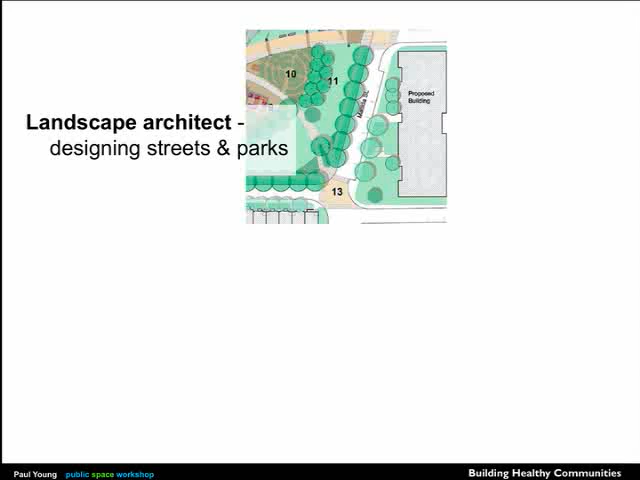 Landscape architect -
designing streets & parks
10
11
Proposed
Building
13
Paul Young public space workshop
Building Healthy Communities